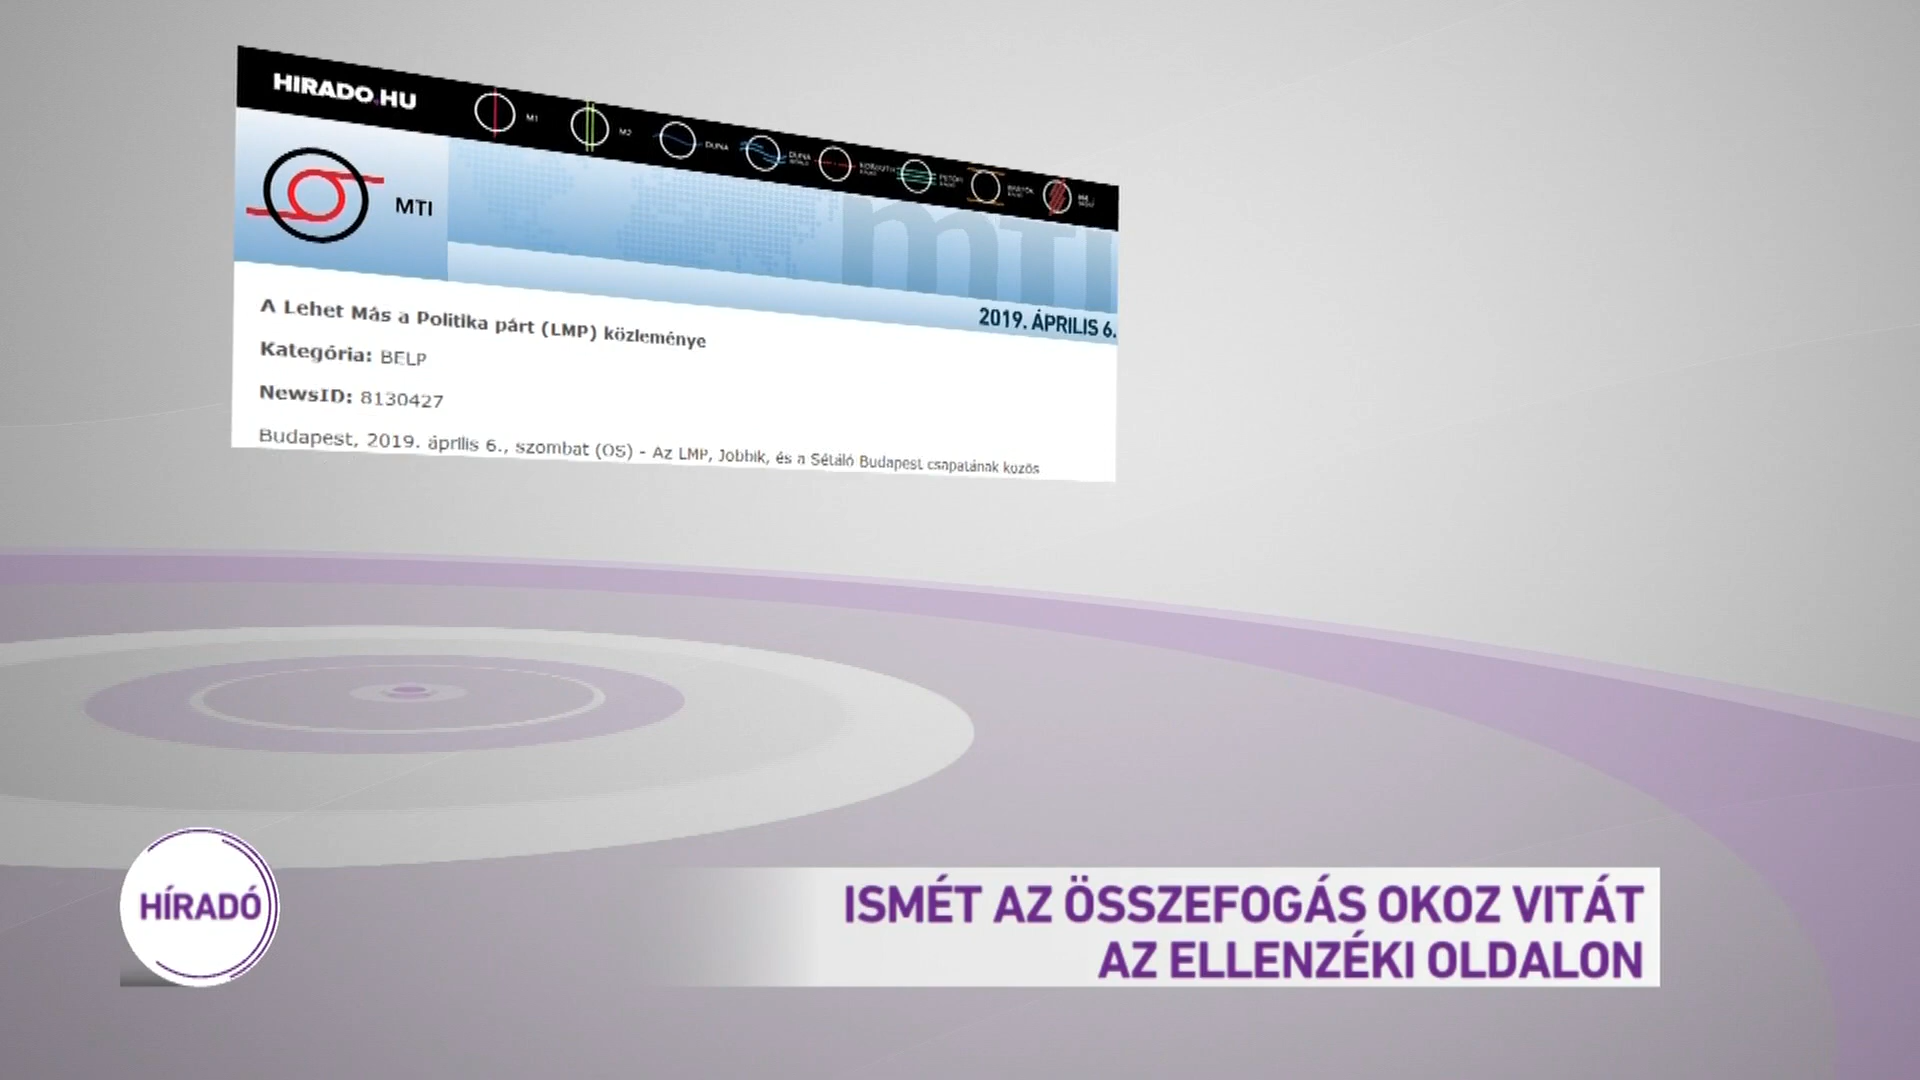 HIRADO.HU
M1
M2
DUNA
DUNA
MTI
mti
2019. ÁPRILIS 6.
A Lehet Más a Politika párt (LMP) közleménye
Kategória: BELP
NewsID: 8130427
Budapest, 2019. április 6., szombat (OS) - Az LMP, Jobbik, és a Sétáló Budapest csapatának közös
HÍRADÓ
ISMÉT AZ ÖSSZEFOGÁS OKOZ VITÁT
AZ ELLENZÉKI OLDALON